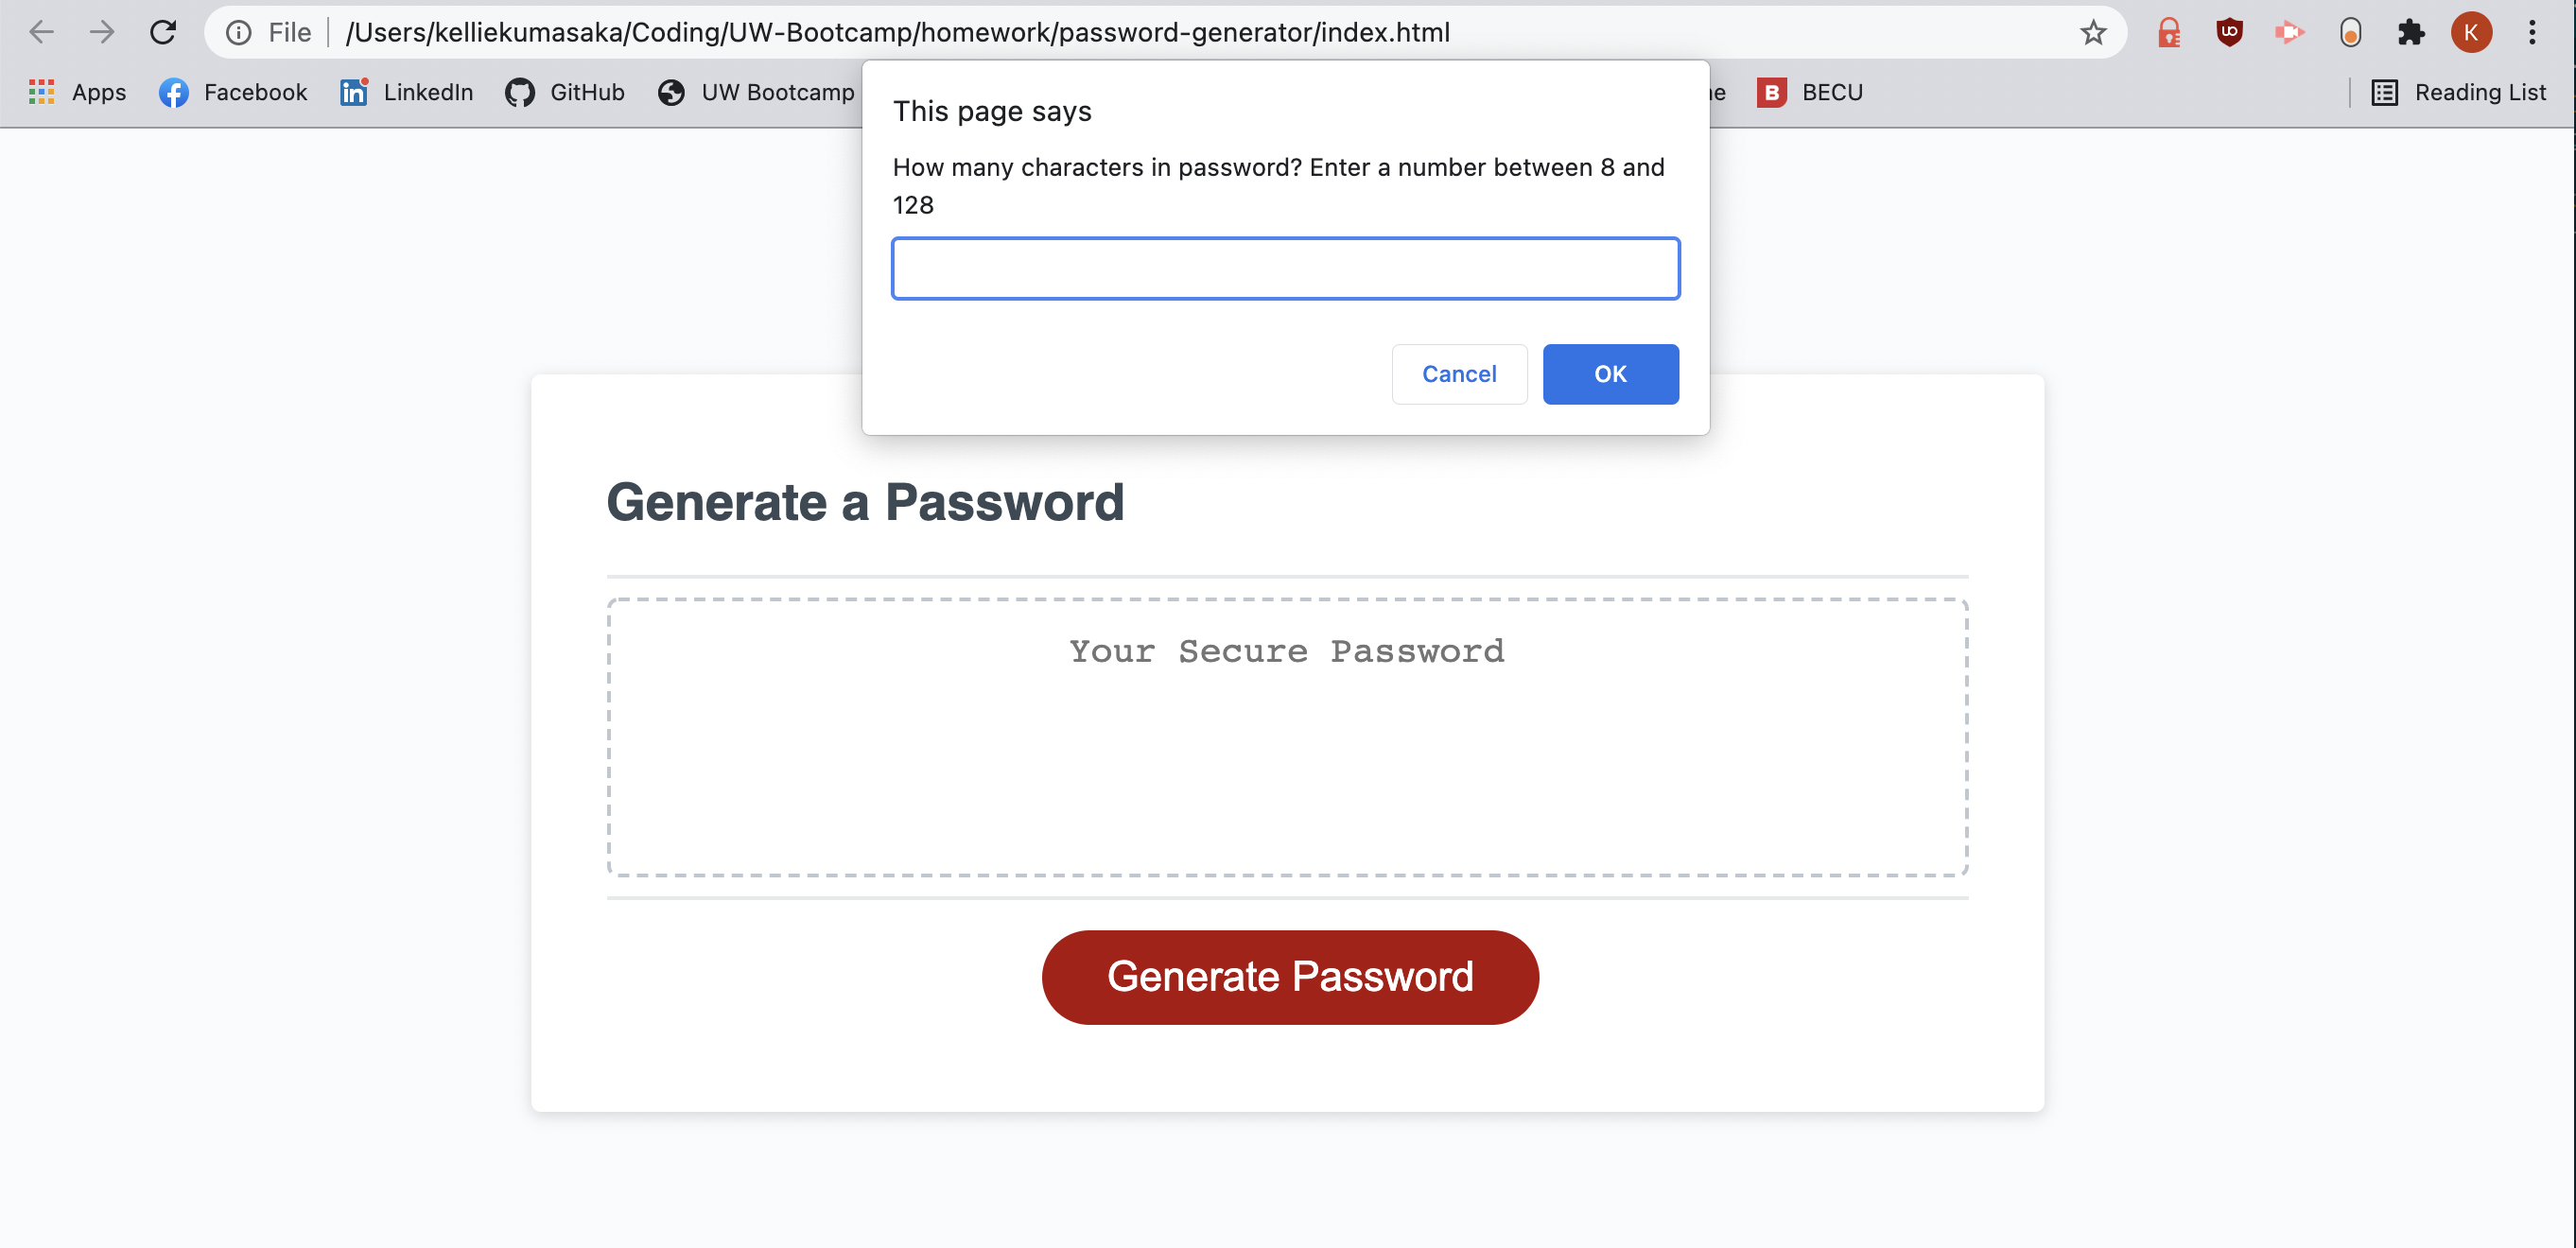 File /Users/kelliekumasaka/Coding/UW-Bootcamp/homework/password-generator/index.html K
Apps Facebook LinkedIn GitHub UW Bootcamp BECU Reading List
This page says
How many characters in password? Enter a number between 8 and
128
Cancel OK
Generate a Password
Your Secure Password
Generate Password